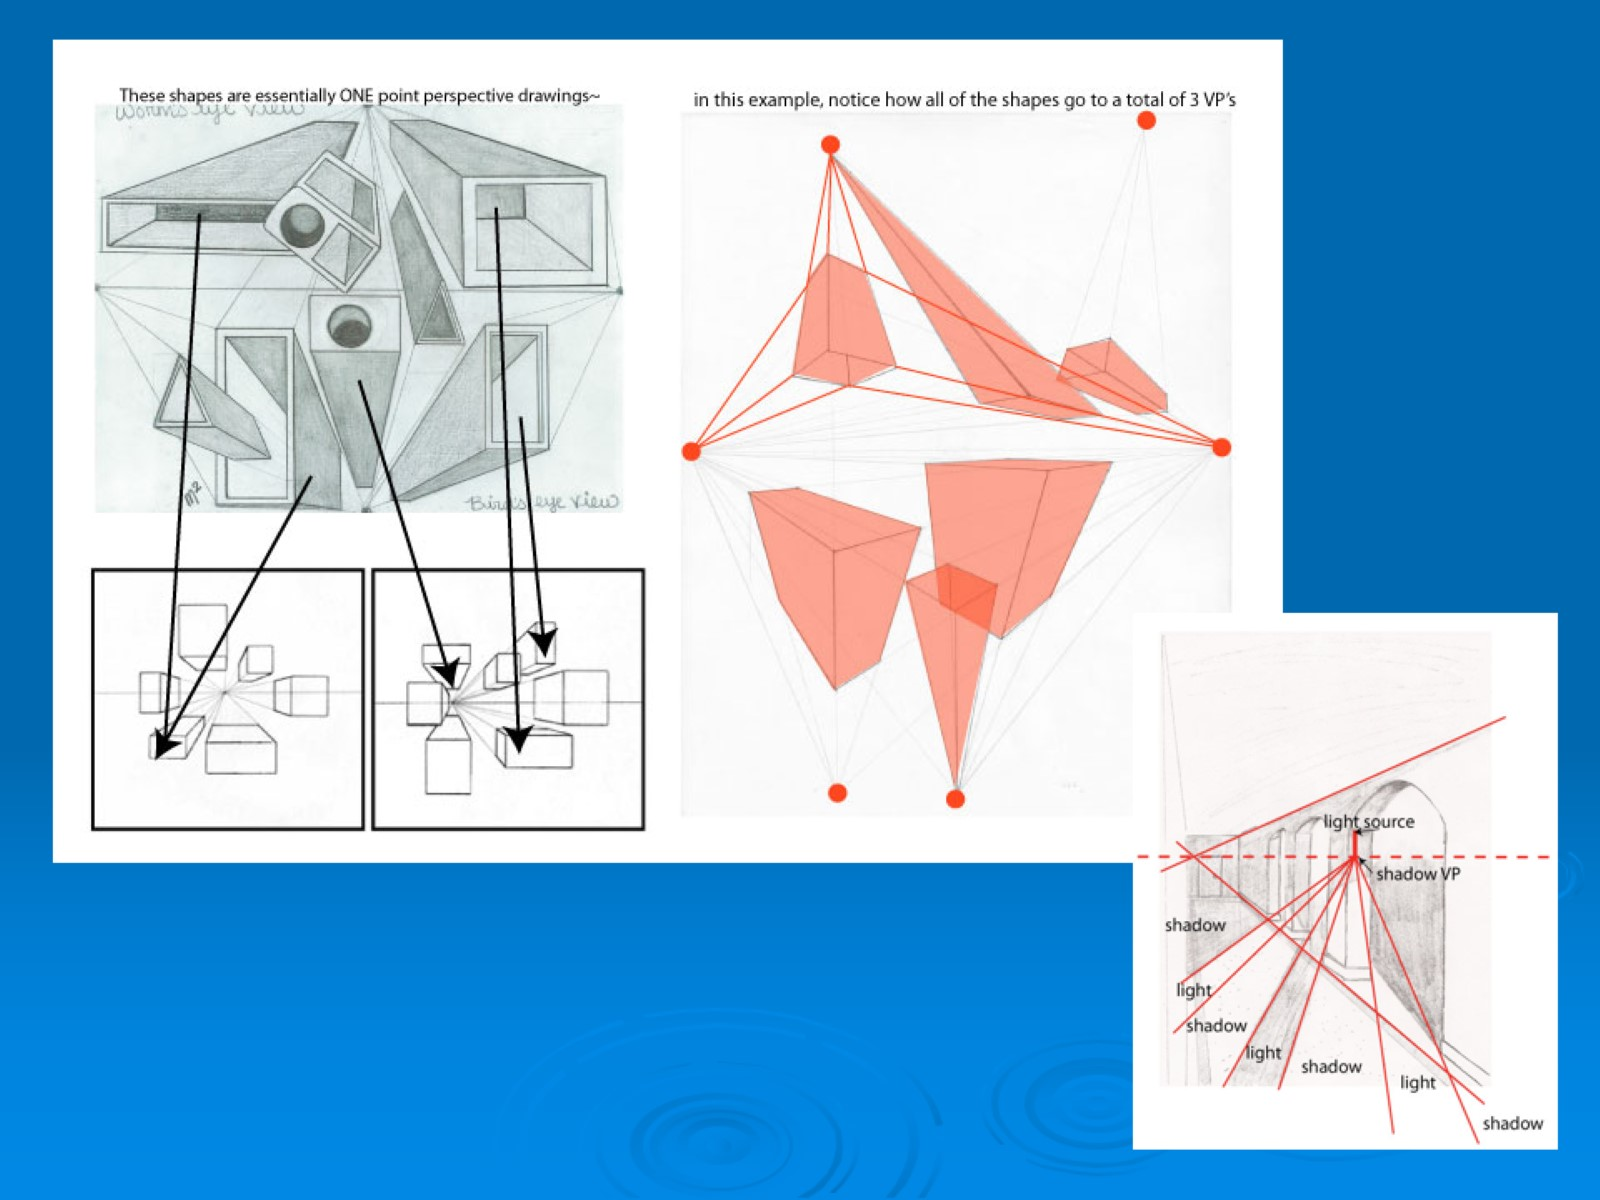 These shapes are essentially ONE point perspective drawings~
Worm's eye view
m²
Bird's eye view
in this example, notice how all of the shapes go to a total of 3 VP's
light source
shadow VP
shadow
light
shadow
light
shadow
light
shadow